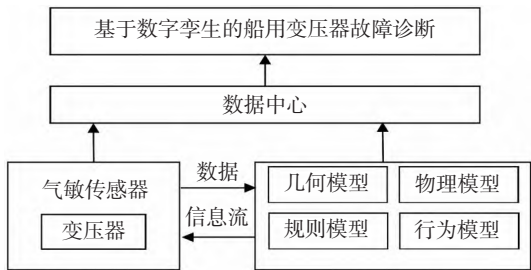 基于数字孪生的船用变压器故障诊断
数据中心
气敏传感器
变压器
数据
信息流
几何模型
物理模型
规则模型
行为模型